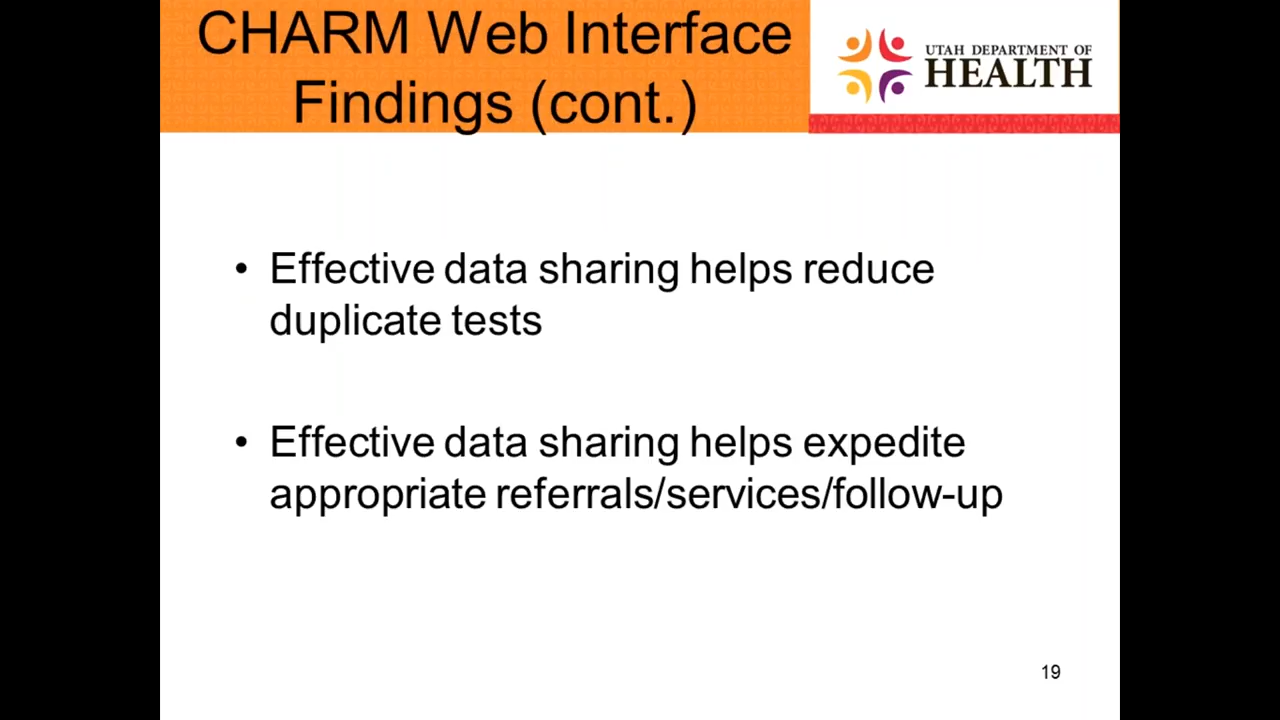 CHARM Web Interface
Findings (cont.)
UTAH DEPARTMENT OF
HEALTH
• Effective data sharing helps reduce
duplicate tests
• Effective data sharing helps expedite
appropriate referrals/services/follow-up
19